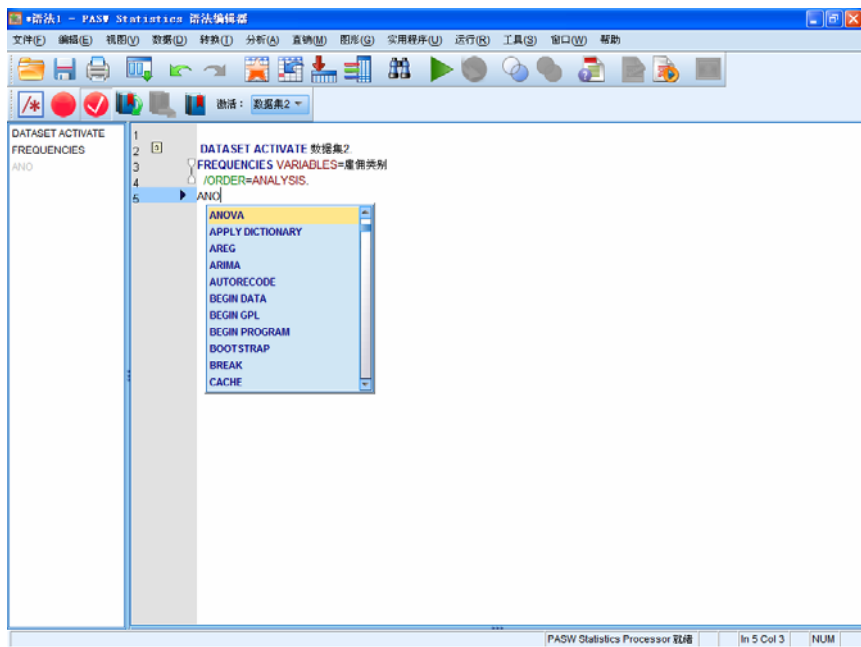 *语法1 - PASW Statistics 语法编辑器
文件(F) 编辑(E) 视图(V) 数据(D) 转换(T) 分析(A) 直销(M) 图形(G) 实用程序(U) 运行(R) 工具(S) 窗口(W) 帮助
激活: 数据集2
DATASET ACTIVATE
FREQUENCIES
ANO
1
2 DATASET ACTIVATE 数据集2.
3 FREQUENCIES VARIABLES=雇佣类别
4 /ORDER=ANALYSIS.
5 ANO
ANOVA
APPLY DICTIONARY
AREG
ARIMA
AUTORECODE
BEGIN DATA
BEGIN GPL
BEGIN PROGRAM
BOOTSTRAP
BREAK
CACHE
PASW Statistics Processor 就绪 In 5 Col 3 NUM